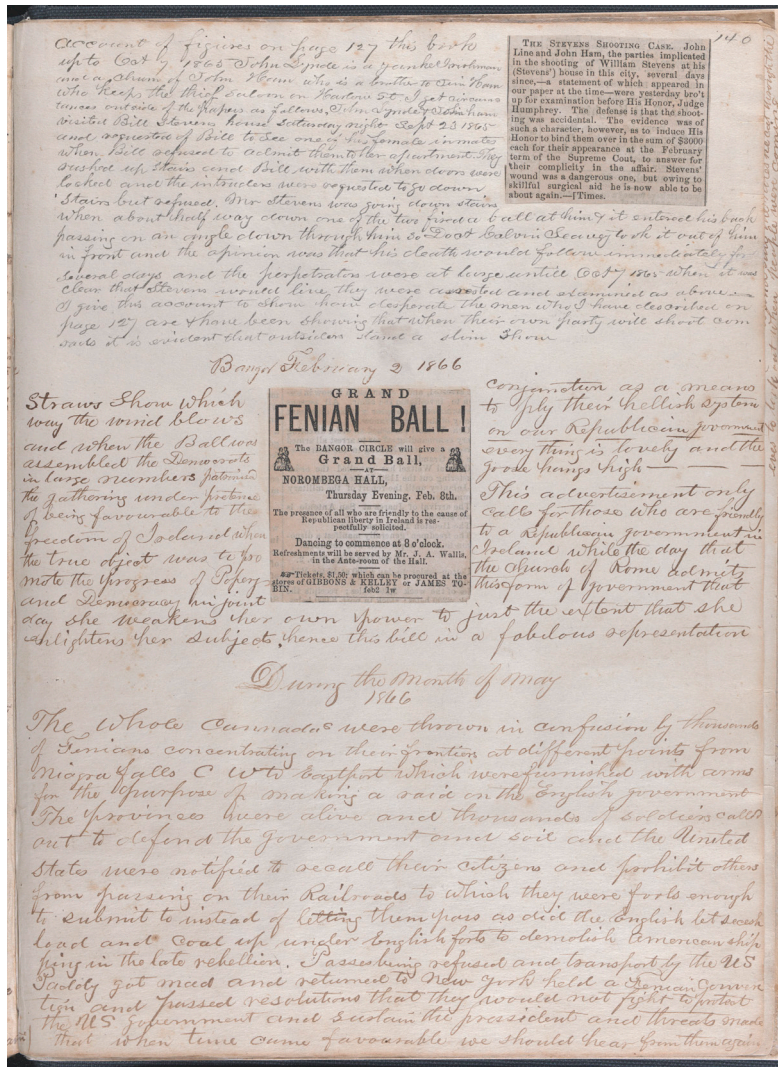 140
account of figures on page 127 this book
up to Oct 7 1865 John Lynde is a yankee Irishman
and a chum of John Ham, who is a brother to Jim Ham
who keeps the thief saloon in Harlow St. I get circums
tances outside of the papers as follows. John Lynde & John ham
visited Bill Stevens house Saturday night Sept 23 1865
and requested of Bill to see one of his female inmates
when Bill refused to admit them to her apartment. They
rushed up stairs and Bill with them when doors were
locked and the intruders were requested to go down
Stairs but refused. Mr Stevens was going down stairs
when about half way down one of the two fired a ball at him & it entered his back
passing on an angle down through him so Doct Calvin Seavey took it out of him
in front and the opinion was that his death would follow immediately for
several days and the perpetrators were at large untill Oct 7 1865 when it was
clear that Stevens would live they were arrested and examined as above
I give this account to show how desperate the men who I have described on
page 127 are & have been showing that when their own party will shoot com
rads it is evident that outsiders stand a slim show
THE STEVENS SHOOTING CASE. John
Line and John Ham, the parties implicated
in the shooting of William Stevens at his
(Stevens') house in this city, several days
since,—a statement of which appeared in
our paper at the time—were yesterday bro't
up for examination before His Honor, Judge
Humphrey. The defense is that the shoot-
ing was accidental. The evidence was of
such a character, however, as to induce His
Honor to bind them over in the sum of $3000
each for their appearance at the February
term of the Supreme Cout, to answer for
their complicity in the affair. Stevens'
wound was a dangerous one, but owing to
skillful surgical aid he is now able to be
about again.—[Times.
Bangor February 2 1866
Straws Show which
way the wind blows
and when the Ball was
assembled the Democrats
in large numbers patronised
the gathering under pretence
of being favourable to the
freedom of Ireland when
the true object was to pro
mote the progress of Popery
and Democracy in joint
GRAND
FENIAN BALL!
The BANGOR CIRCLE will give a
Grand Ball,
—AT—
NOROMBEGA HALL,
Thursday Evening, Feb. 8th.
The presence of all who are friendly to the cause of
Republican liberty in Ireland is res-
pectfully solicited.
Dancing to commence at 8 o'clock.
Refreshments will be served by Mr. J. A. Wallis,
in the Ante-room of the Hall.
Tickets, $1,50; which can be procured at the
stores of GIBBONS & KELLEY or JAMES TO-
BIN. feb2 1w
conjunction as a means
to ply their hellish system
on our Republican government
every thing is lovely and the
goose hangs high — — —
This advertisement only
calls for those who are friendly
to a Republican government in
Ireland while the day that
the church of Rome admits
this form of government that
day she weakens her own power to just the extent that she
enlightens her subjects, hence this bill in a fabulous representation
During the Month of May
1866
The whole Cannadas were thrown in confusion by thousands
of Fenians concentrating on their frontier at different points from
Niagra falls C W to Eastport which were furnished with arms
for the purpose of making a raid on the English government
The provinces were alive and thousands of soldiers called
out to defend the government and soil and the United
States were notified to recall their citizens and prohibit others
from passing on their Railroads to which they were fools enough
to submit to instead of letting them pass as did the English let secesh
load and coal up under English forts to demolish American ship
ping in the late rebellion. Passes being refused and transport by the US
Paddy got mad and returned to New York held a Fenian conven
tion and passed resolutions that they would not fight to protect
the US government and sustain the president and threats made
that when time came favourable we should hear from them again